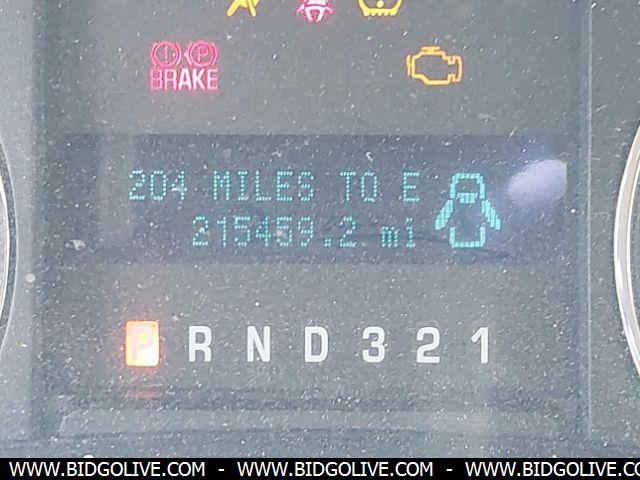 BRAKE
204 MILES TO E
215459.2 mi
P R N D 3 2 1
WWW.BIDGOLIVE.COM - WWW.BIDGOLIVE.COM - WWW.BIDGOLIVE.COM